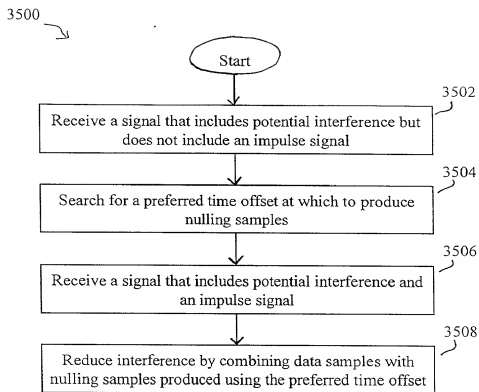 3500
Start
3502
Receive a signal that includes potential interference but
does not include an impulse signal
3504
Search for a preferred time offset at which to produce
nulling samples
3506
Receive a signal that includes potential interference and
an impulse signal
3508
Reduce interference by combining data samples with
nulling samples produced using the preferred time offset